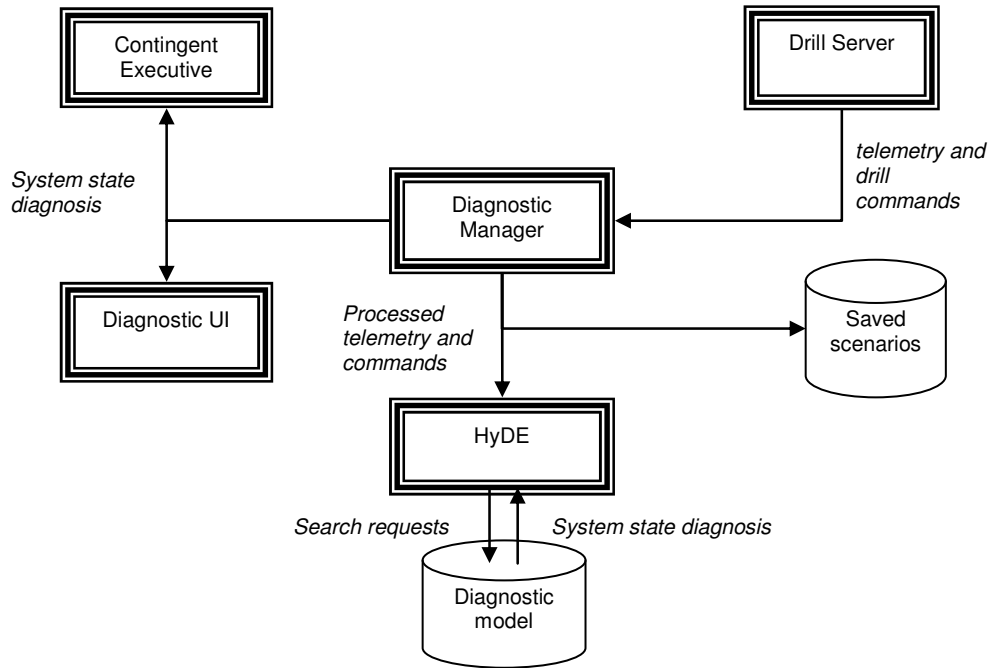 Contingent
Executive
Drill Server
System state
diagnosis
telemetry and
drill
commands
Diagnostic
Manager
Diagnostic UI
Processed
telemetry and
commands
Saved
scenarios
HyDE
Search requests
System state diagnosis
Diagnostic
model